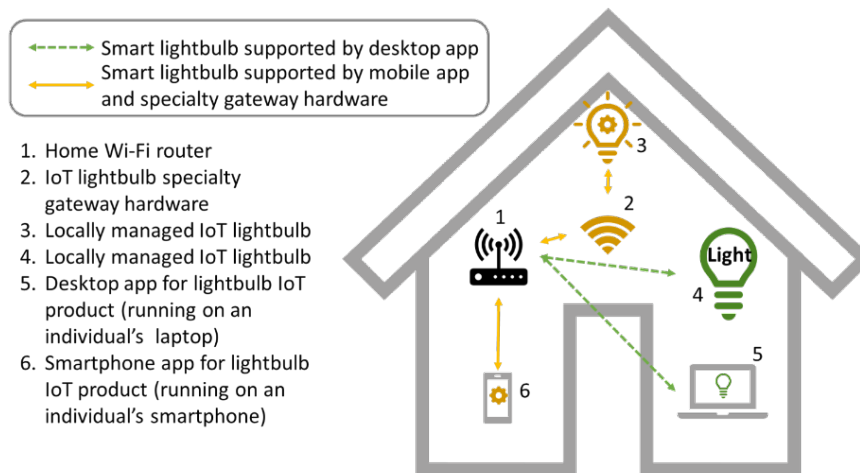 Smart lightbulb supported by desktop app
Smart lightbulb supported by mobile app
and specialty gateway hardware
1. Home Wi-Fi router
2. IoT lightbulb specialty
gateway hardware
3. Locally managed IoT lightbulb
4. Locally managed IoT lightbulb
5. Desktop app for lightbulb IoT
product (running on an
individual's laptop)
6. Smartphone app for lightbulb
IoT product (running on an
individual's smartphone)
3
2
1
Light
4
5
6